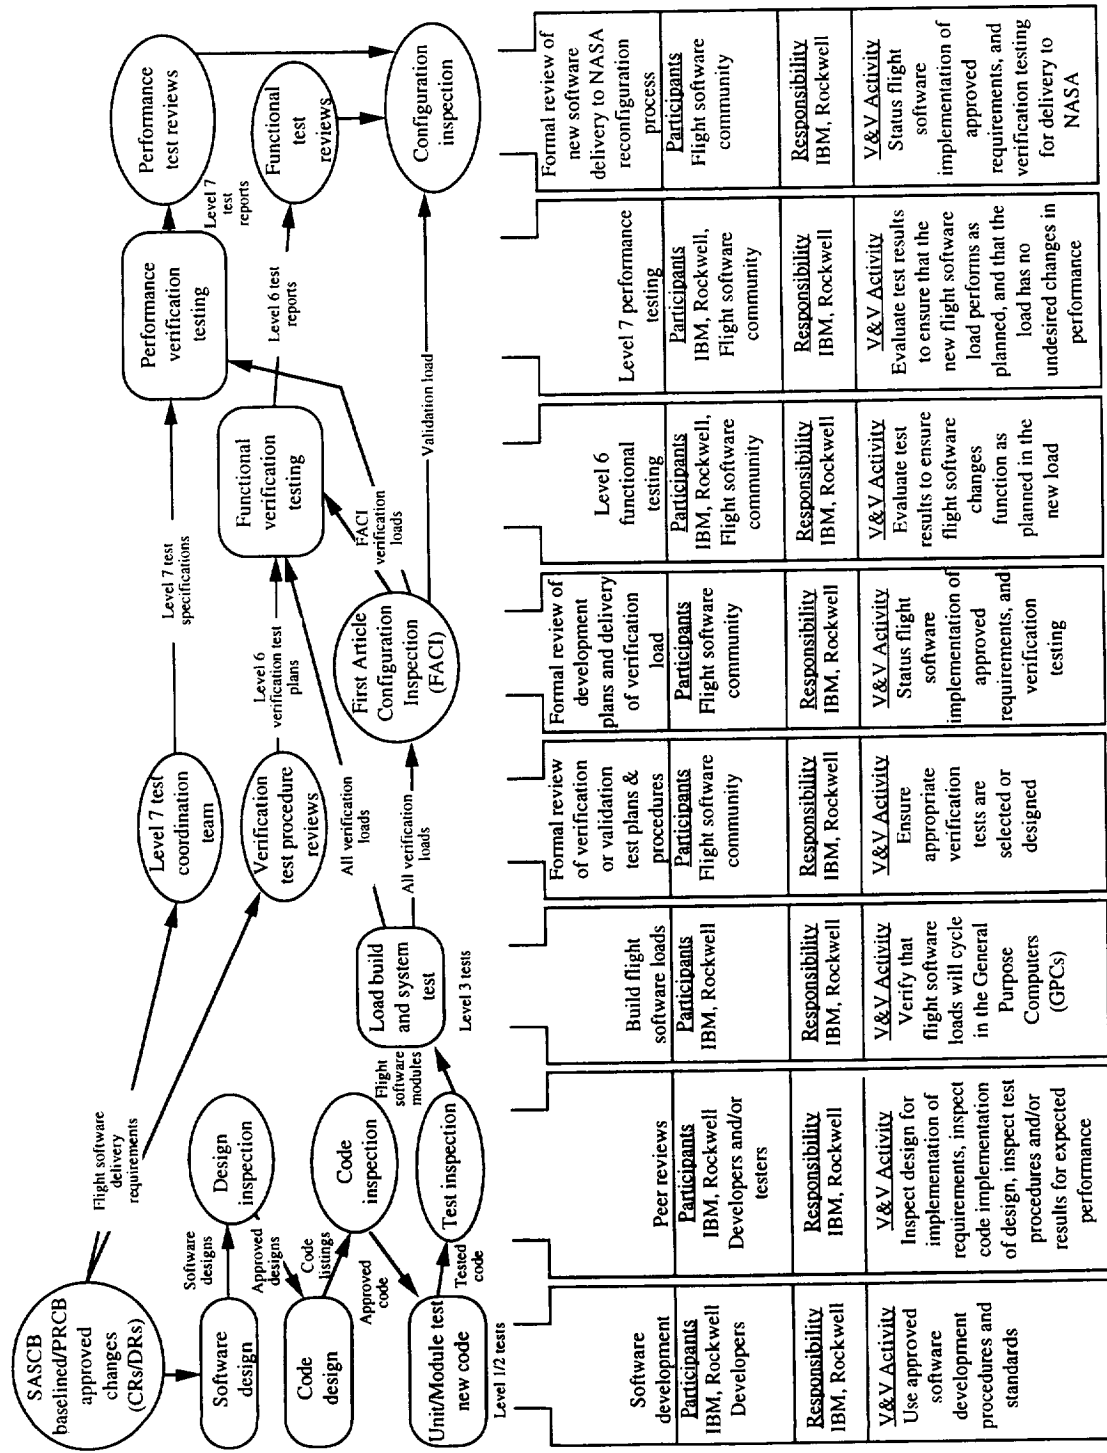 SASCB
baselined/PRCB
approved
changes
(CRs/DRs)
Flight software
delivery
requirements
Software
design
Software
designs
Design
inspection
Approved
designs
Code
design
Code
listings
Code
inspection
Approved
code
Unit/Module test
new code
Level 1/2 tests
Tested
code
Test inspection
Flight
software
modules
Load build
and system
test
Level 3 tests
All verification
loads
All verification
loads
Level 7 test
coordination
team
Verification
test procedure
reviews
First Article
Configuration
Inspection
(FACI)
Level 7 test
specifications
Level 6
verification test
plans
FACI
verification
loads
Validation load
Functional
verification
testing
Performance
verification
testing
Level 6 test
reports
Level 7
test
reports
Performance
test reviews
Functional
test
reviews
Configuration
inspection
Software
development
Participants
IBM, Rockwell
Developers
Responsibility
IBM, Rockwell
V&V Activity
Use approved
software
development
procedures and
standards
Peer reviews
Participants
IBM, Rockwell
Developers and/or
testers
Responsibility
IBM, Rockwell
V&V Activity
Inspect design for
implementation of
requirements, inspect
code implementation
of design, inspect test
procedures and/or
results for expected
performance
Build flight
software loads
Participants
IBM, Rockwell
Responsibility
IBM, Rockwell
V&V Activity
Verify that
flight software
loads will cycle
in the General
Purpose
Computers
(GPCs)
Formal review
of verification
or validation
test plans &
procedures
Participants
Flight software
community
Responsibility
IBM, Rockwell
V&V Activity
Ensure
appropriate
verification
tests are
selected or
designed
Formal review of
development
plans and delivery
of verification
load
Participants
Flight software
community
Responsibility
IBM, Rockwell
V&V Activity
Status flight
software
implementation of
approved
requirements, and
verification
testing
Level 6
functional
testing
Participants
IBM, Rockwell,
Flight software
community
Responsibility
IBM, Rockwell
V&V Activity
Evaluate test
results to ensure
flight software
changes
function as
planned in the
new load
Level 7 performance
testing
Participants
IBM, Rockwell,
Flight software
community
Responsibility
IBM, Rockwell
V&V Activity
Evaluate test results
to ensure that the
new flight software
load performs as
planned, and that the
load has no
undesired changes in
performance
Formal review of
new software
delivery to NASA
reconfiguration
process
Participants
Flight software
community
Responsibility
IBM, Rockwell
V&V Activity
Status flight
software
implementation of
approved
requirements, and
verification testing
for delivery to
NASA